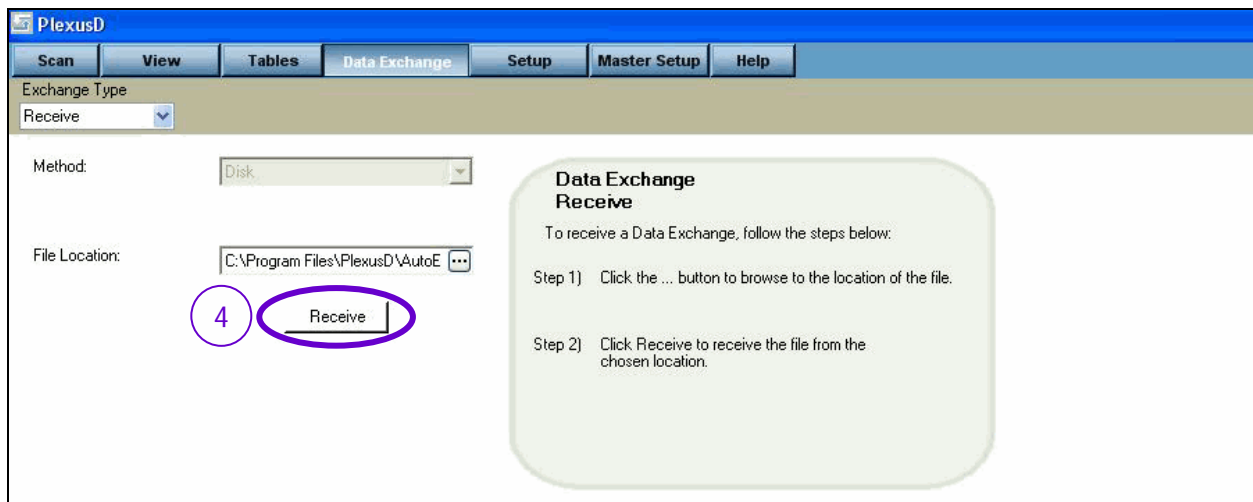 PlexusD
Scan View Tables Data Exchange Setup Master Setup Help
Exchange Type
Receive
Method:
Disk
Data Exchange
Receive
To receive a Data Exchange, follow the steps below:
File Location:
C:\Program Files\PlexusD\AutoE ...
Step 1) Click the ... button to browse to the location of the file.
4
Receive
Step 2) Click Receive to receive the file from the
chosen location.